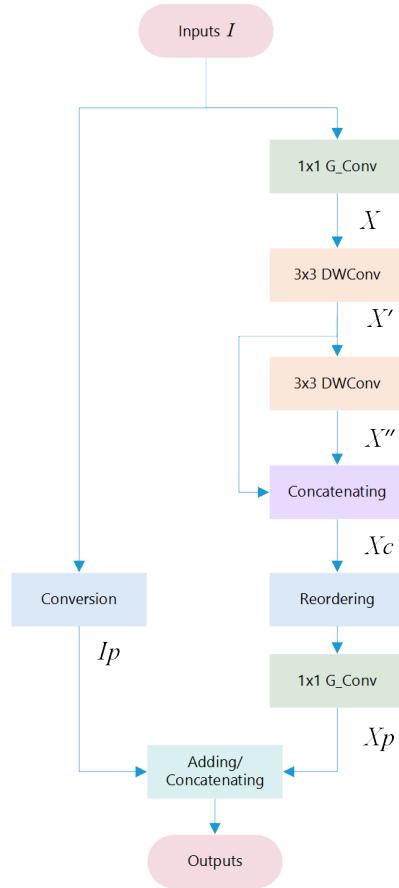 Inputs I
1x1 G_Conv
X
3x3 DWConv
X′
3x3 DWConv
X″
Concatenating
Xc
Conversion
Reordering
Ip
1x1 G_Conv
Xp
Adding/
Concatenating
Outputs